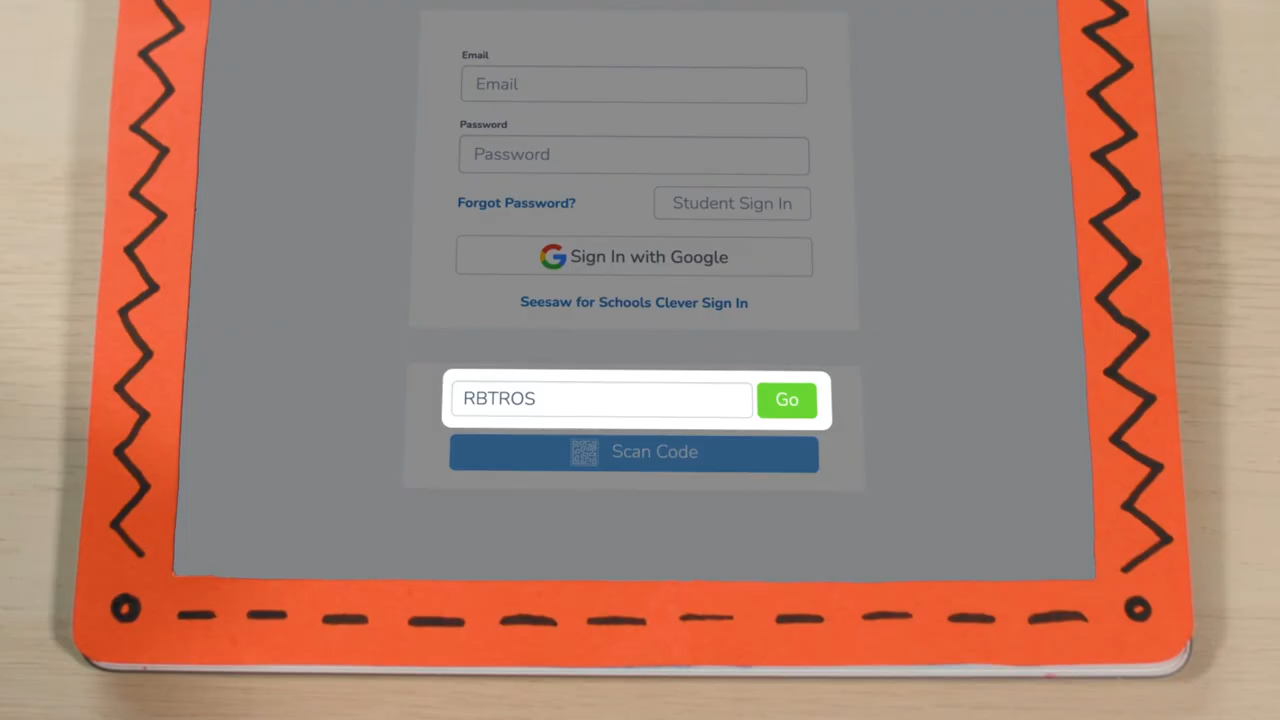 Email
Email
Password
Password
Forgot Password?
Student Sign In
Sign In with Google
Seesaw for Schools Clever Sign In
RBTROS
Go
Scan Code